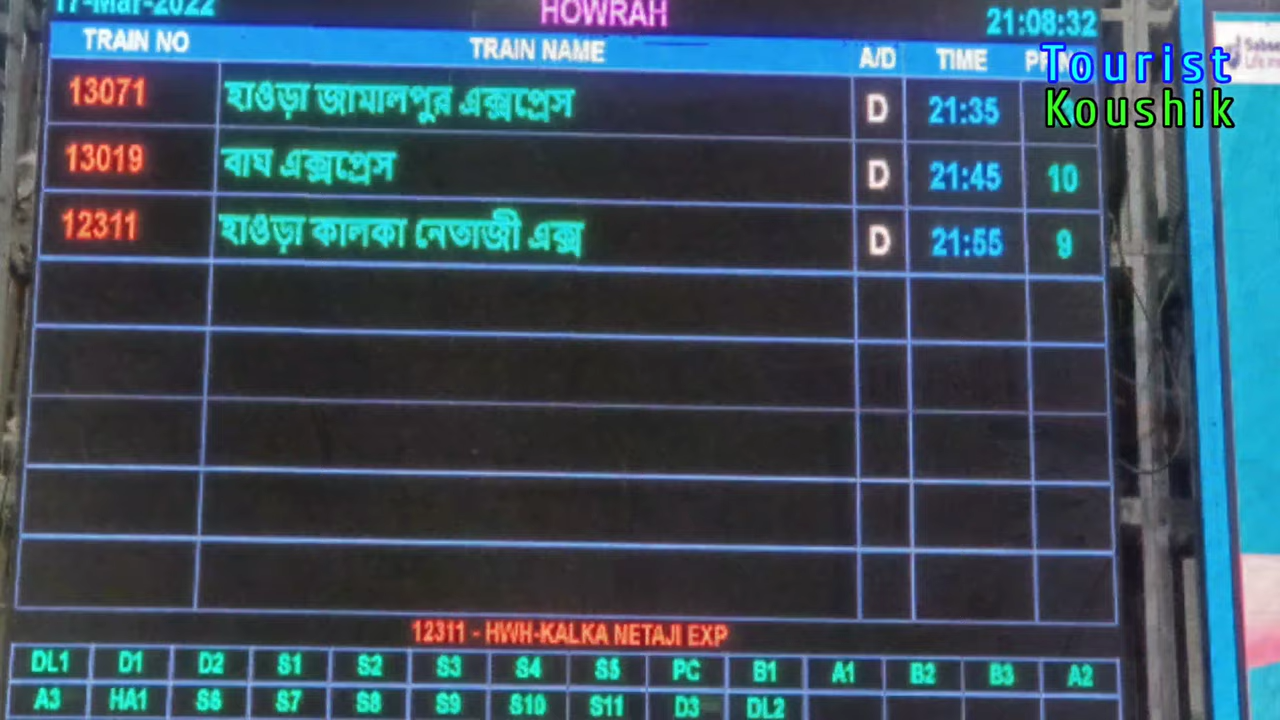 17-Mar-2022 HOWRAH 21:08:32
TRAIN NO TRAIN NAME A/D TIME
Tourist
Koushik
13071 হাওড়া জামালপুর এক্সপ্রেস D 21:35
13019 বাঘ এক্সপ্রেস D 21:45 10
12311 হাওড়া কালকা নেতাজী এক্স D 21:55 9
12311 - HWH-KALKA NETAJI EXP
DL1 D1 D2 S1 S2 S3 S4 S5 PC B1 A1 B2 B3 A2
A3 HA1 S6 S7 S8 S9 S10 S11 D3 DL2